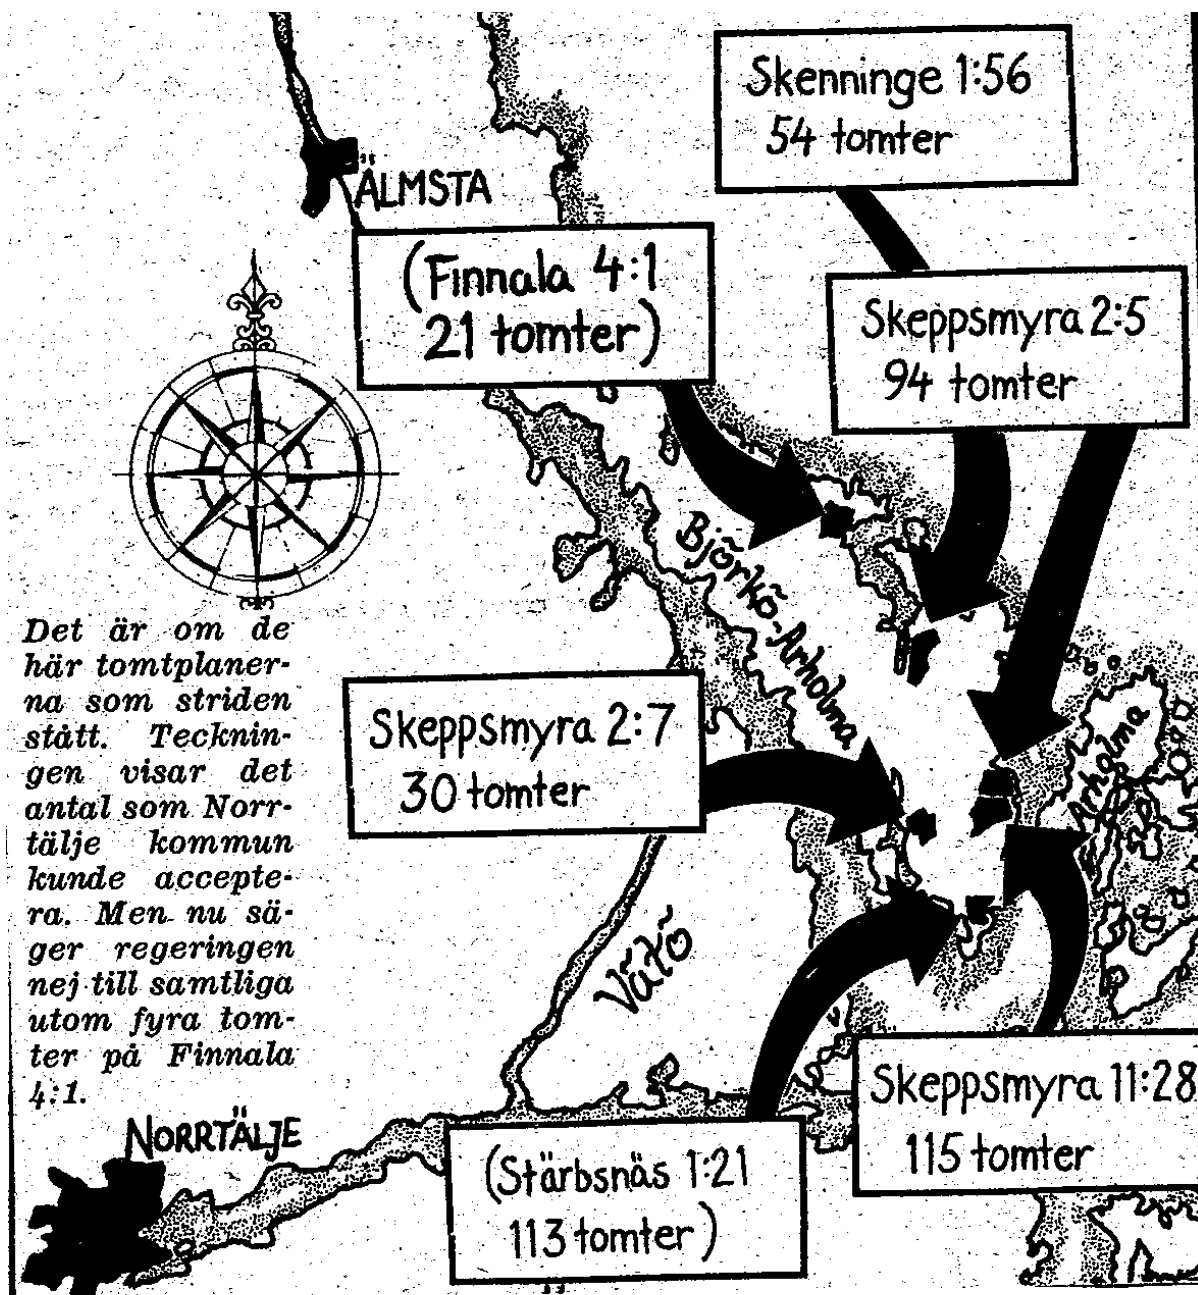 Skenninge 1:56
54 tomter
ÄLMSTA
(Finnala 4:1
21 tomter)
Skeppsmyra 2:5
94 tomter
Björkö-Arholma
Det är om de
här tomtplaner-
na som striden
stått. Tecknin-
gen visar det
antal som Norr-
tälje kommun
kunde accepte-
ra. Men nu sä-
ger regeringen
nej till samtliga
utom fyra tom-
ter på Finnala
4:1.
Skeppsmyra 2:7
30 tomter
Arholma
Vätö
Skeppsmyra 11:28
115 tomter
NORRTÄLJE
(Stärbsnäs 1:21
113 tomter)